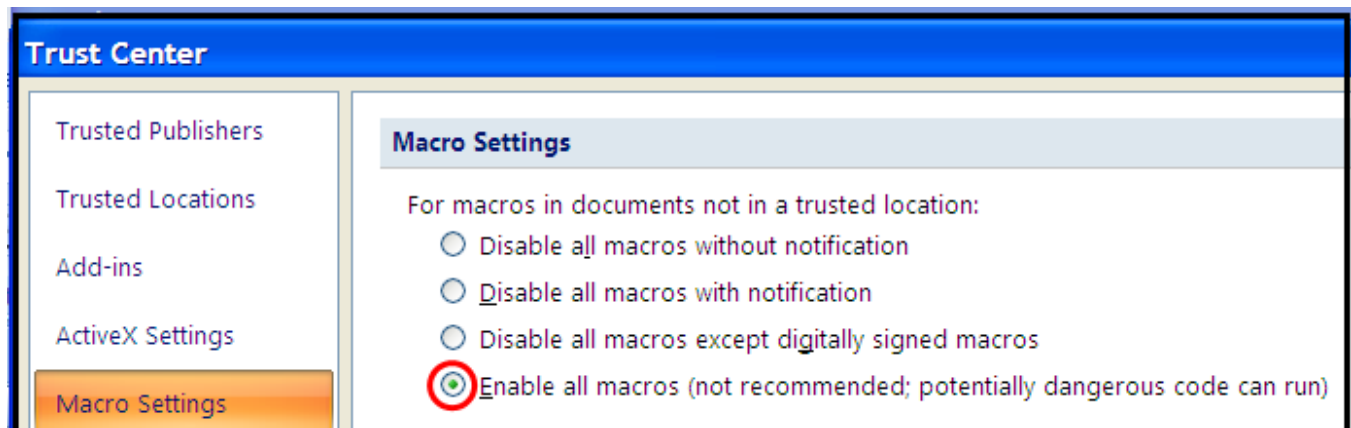 Trust Center
Trusted Publishers
Trusted Locations
Add-ins
ActiveX Settings
Macro Settings
Macro Settings
For macros in documents not in a trusted location:
Disable all macros without notification
Disable all macros with notification
Disable all macros except digitally signed macros
Enable all macros (not recommended; potentially dangerous code can run)